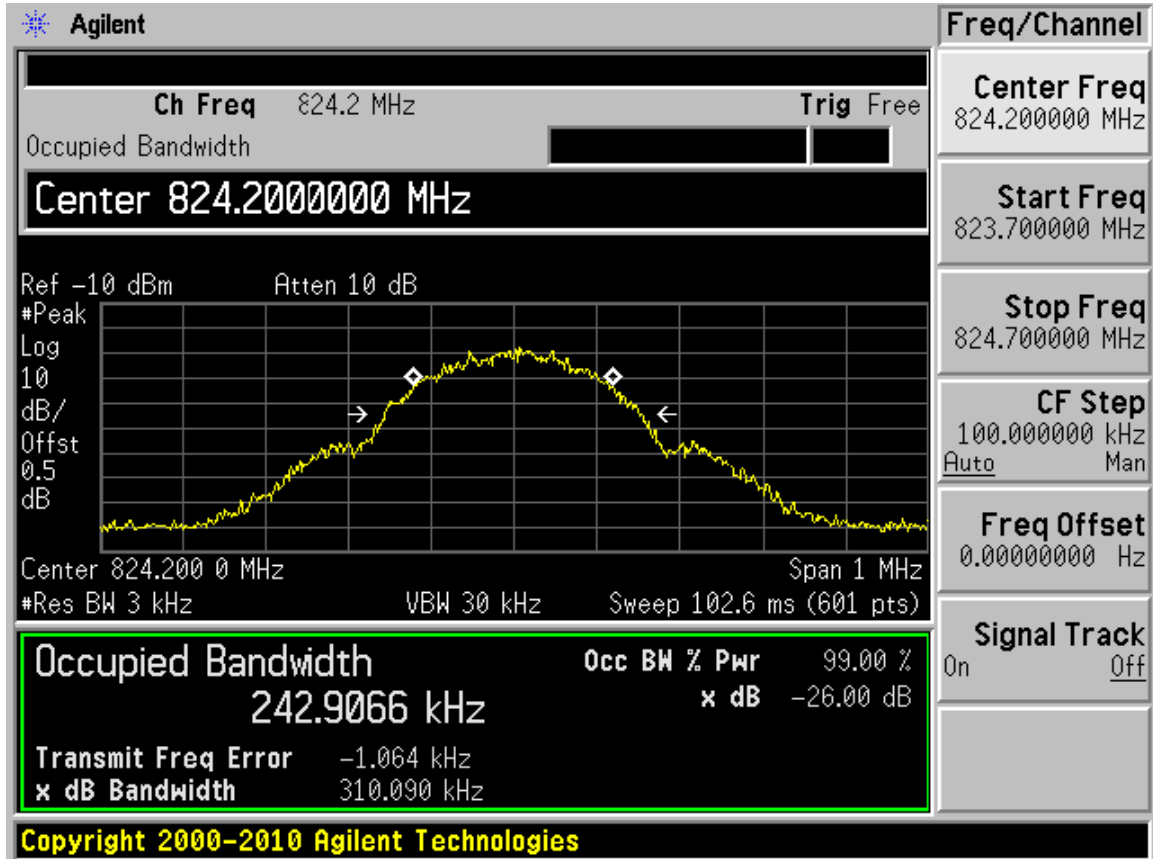 Agilent
Freq/Channel
Ch Freq 824.2 MHz Trig Free
Occupied Bandwidth
Center 824.2000000 MHz
Ref -10 dBm Atten 10 dB
#Peak
Log
10
dB/
Offst
0.5
dB
Center 824.200 0 MHz Span 1 MHz
#Res BW 3 kHz VBW 30 kHz Sweep 102.6 ms (601 pts)
Occupied Bandwidth
242.9066 kHz
Occ BW % Pwr 99.00 %
x dB -26.00 dB
Transmit Freq Error -1.064 kHz
x dB Bandwidth 310.090 kHz
Copyright 2000-2010 Agilent Technologies
Center Freq
824.200000 MHz
Start Freq
823.700000 MHz
Stop Freq
824.700000 MHz
CF Step
100.000000 kHz
Auto Man
Freq Offset
0.00000000 Hz
Signal Track
On Off